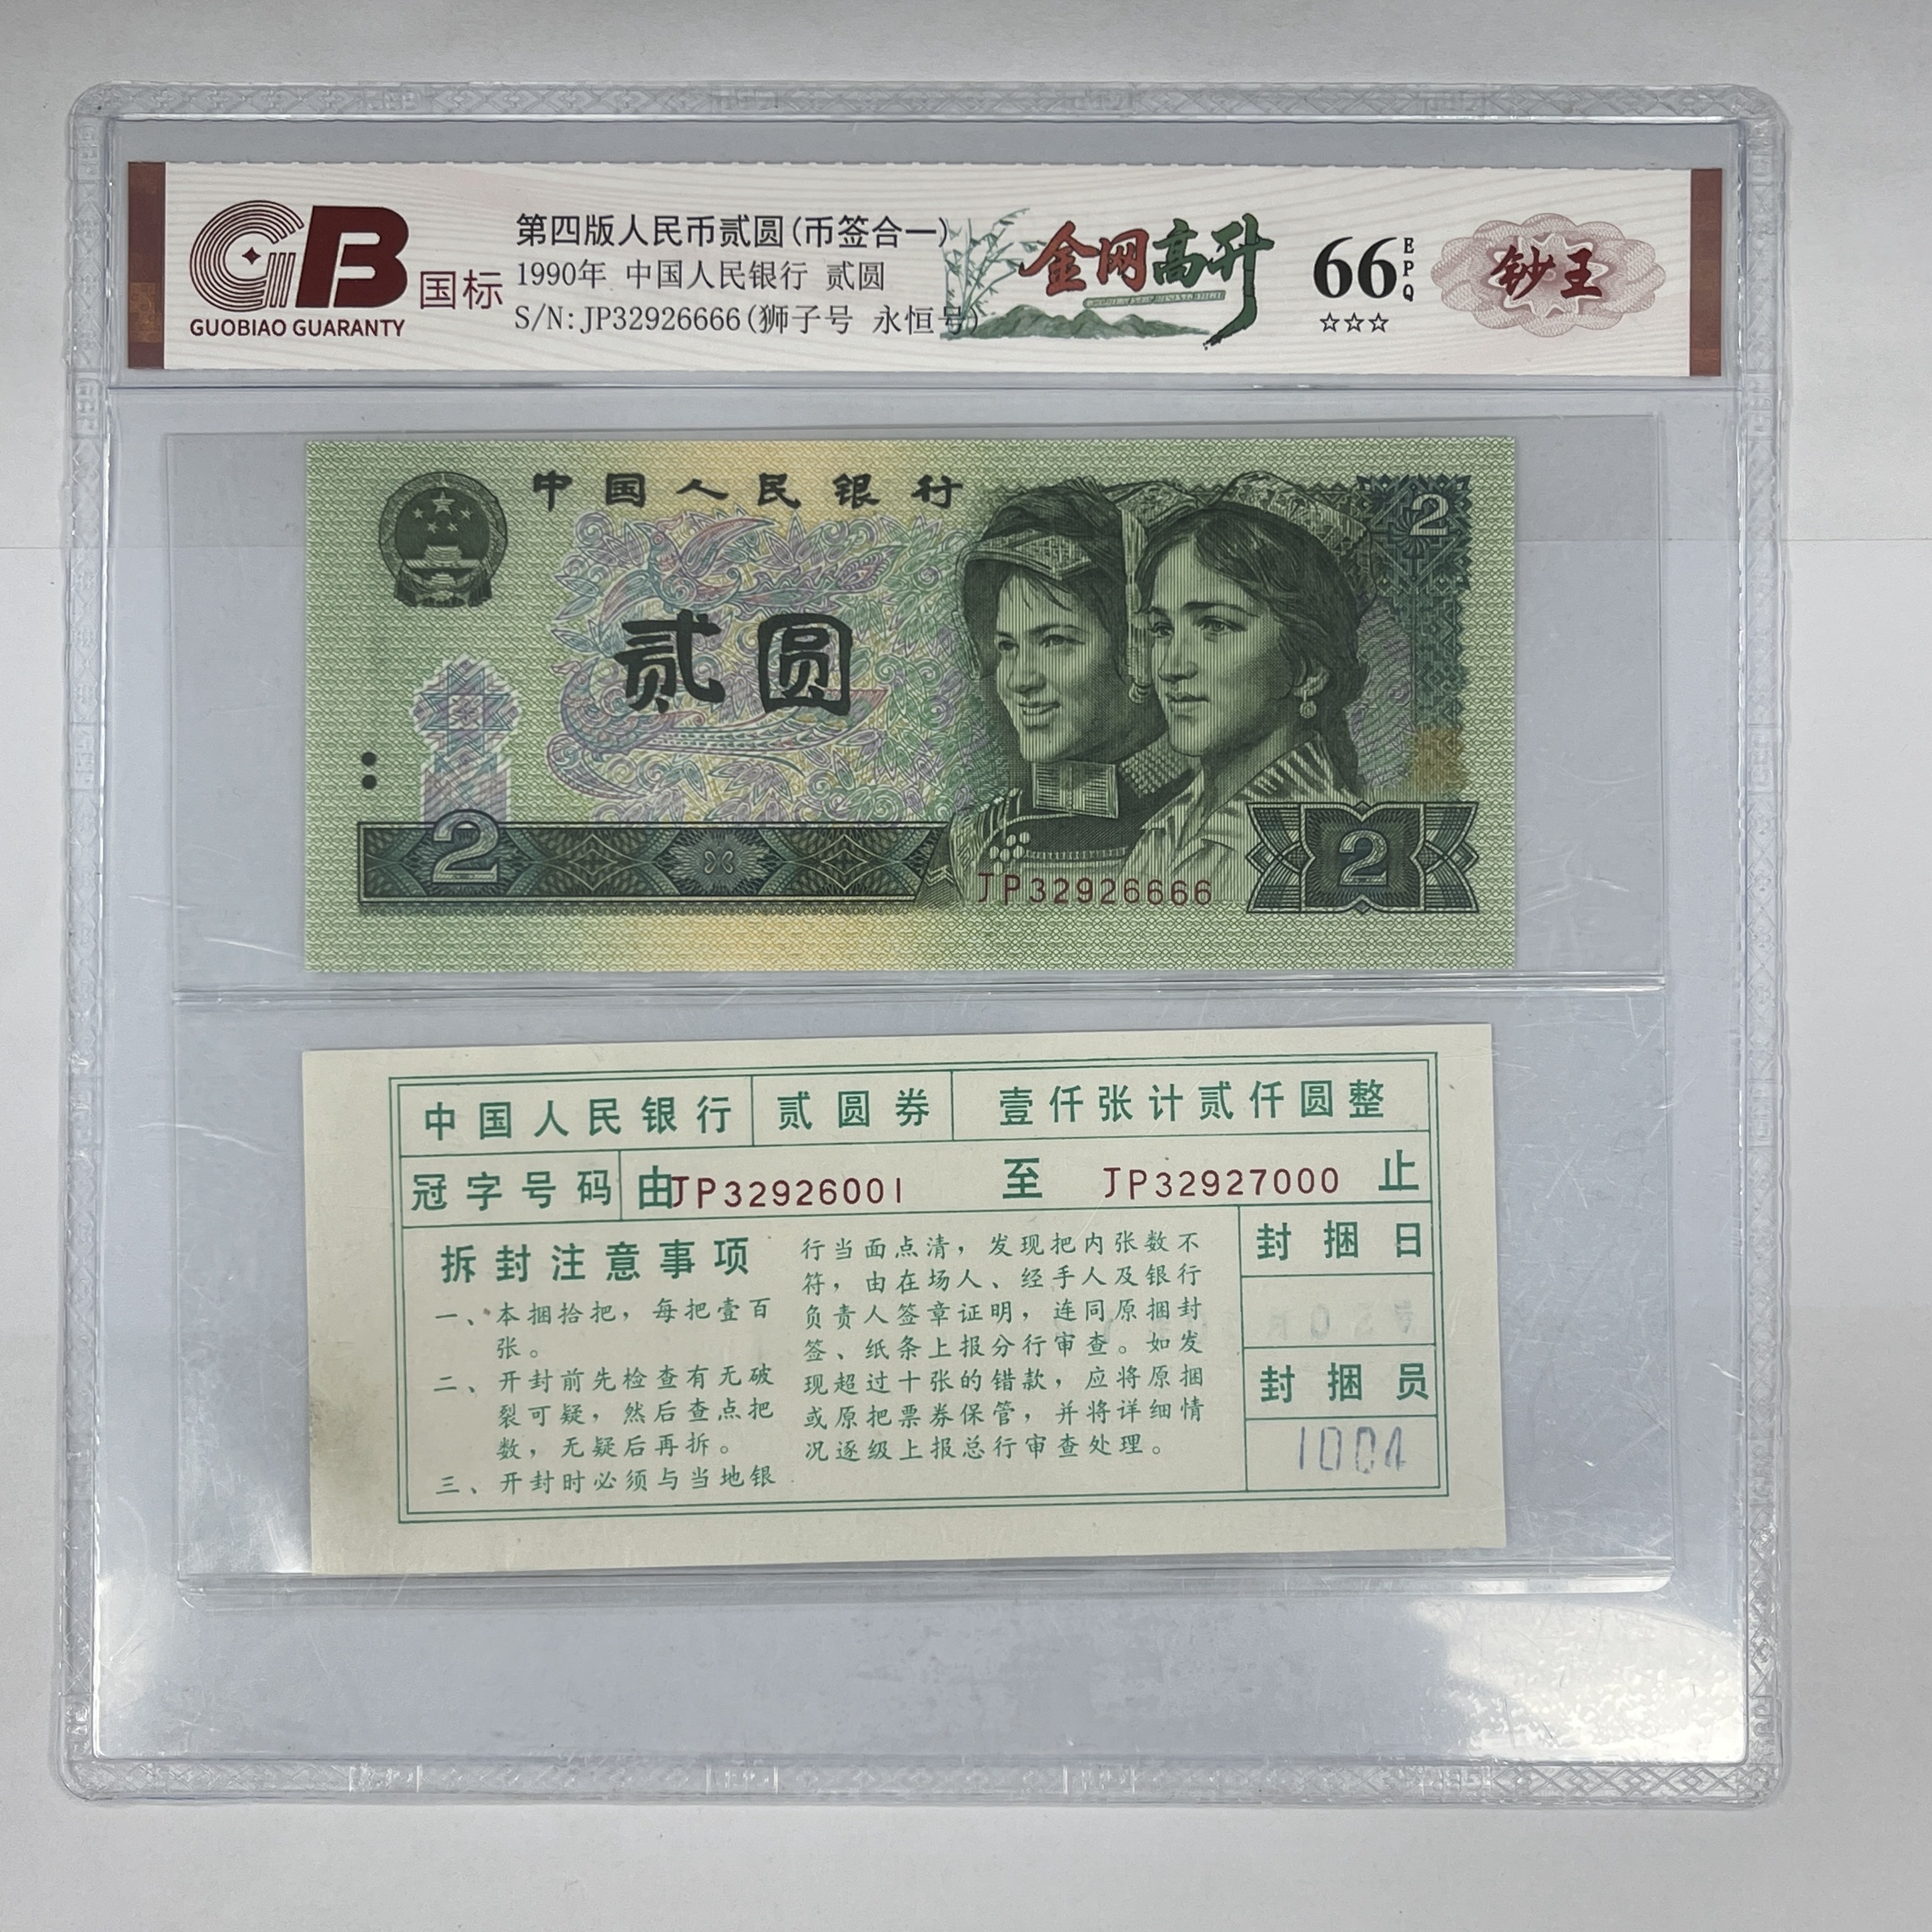 GB国标
GUOBIAO GUARANTY
第四版人民币贰圆(币签合一)
1990年 中国人民银行 贰圆
S/N:JP32926666(狮子号 永恒号)
金网高升
66 EPQ
☆☆☆
钞王
中国人民银行
2
贰圆
2
2
JP32926666
中国人民银行 贰圆券 壹仟张计贰仟圆整
冠字号码 由JP32926001 至 JP32927000 止
拆封注意事项
一、本捆拾把，每把壹百
张。
二、开封前先检查有无破
裂可疑，然后查点把
数，无疑后再拆。
三、开封时必须与当地银
行当面点清，发现把内张数不
符，由在场人、经手人及银行
负责人签章证明，连同原捆封
签、纸条上报分行审查。如发
现超过十张的错款，应将原捆
或原把票券保管，并将详细情
况逐级上报总行审查处理。
封捆日
封捆员
1004